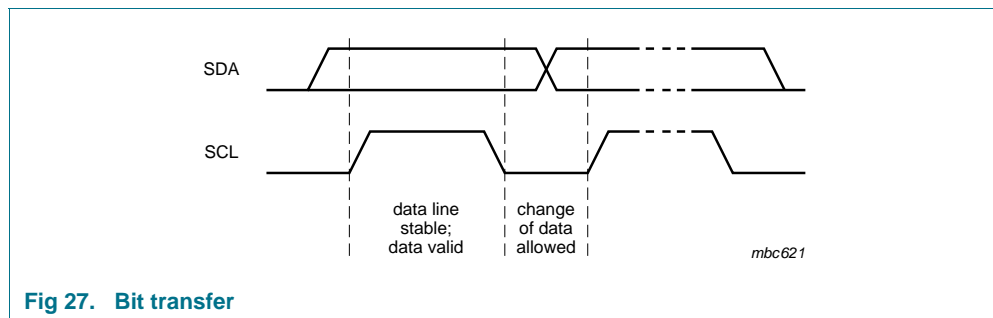 SDA
SCL
data line
stable;
data valid
change
of data
allowed
mbc621
Fig 27. Bit transfer